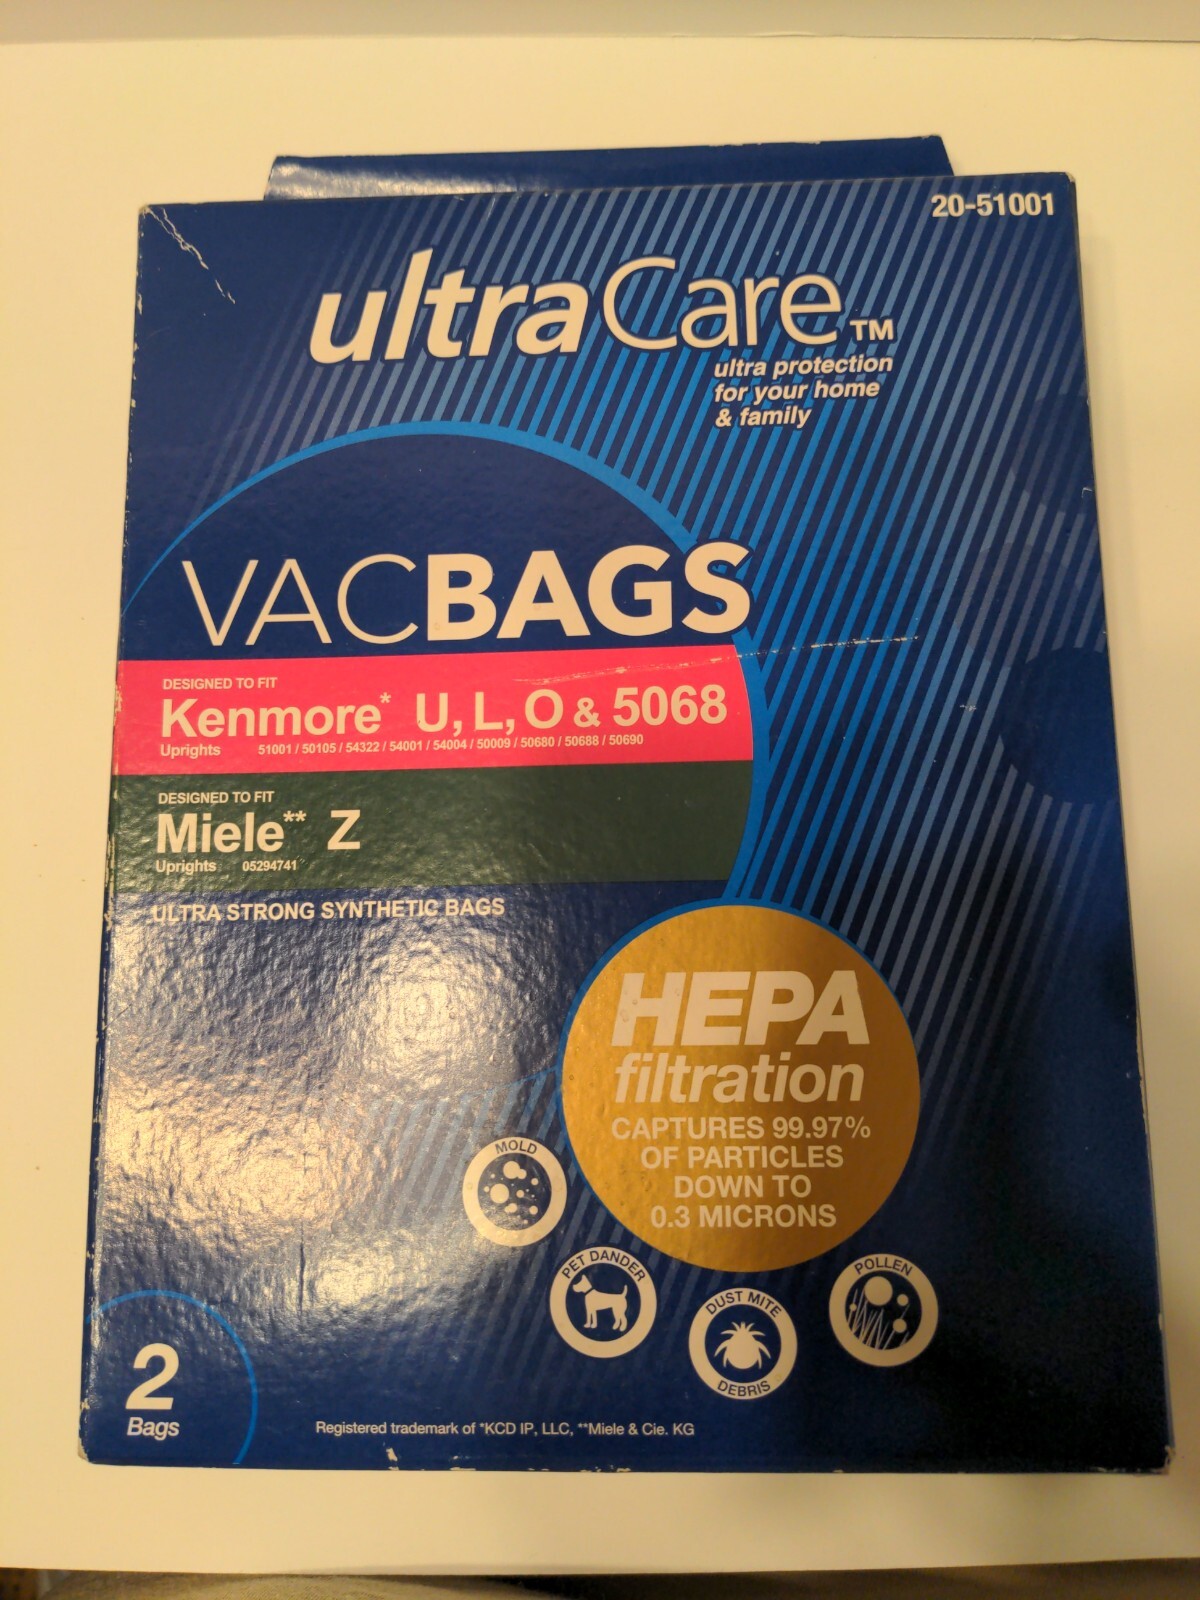 20-51001
ultraCare™
ultra protection
for your home
& family
VACBAGS
DESIGNED TO FIT
Kenmore* U, L, O & 5068
Uprights 51001 / 50105 / 54322 / 54001 / 54004 / 50009 / 50680 / 50688 / 50690
DESIGNED TO FIT
Miele** Z
Uprights 05294741
ULTRA STRONG SYNTHETIC BAGS
HEPA
filtration
CAPTURES 99.97%
OF PARTICLES
DOWN TO
0.3 MICRONS
MOLD
PET DANDER
DUST MITE
DEBRIS
POLLEN
2
Bags
Registered trademark of *KCD IP, LLC, **Miele & Cie. KG